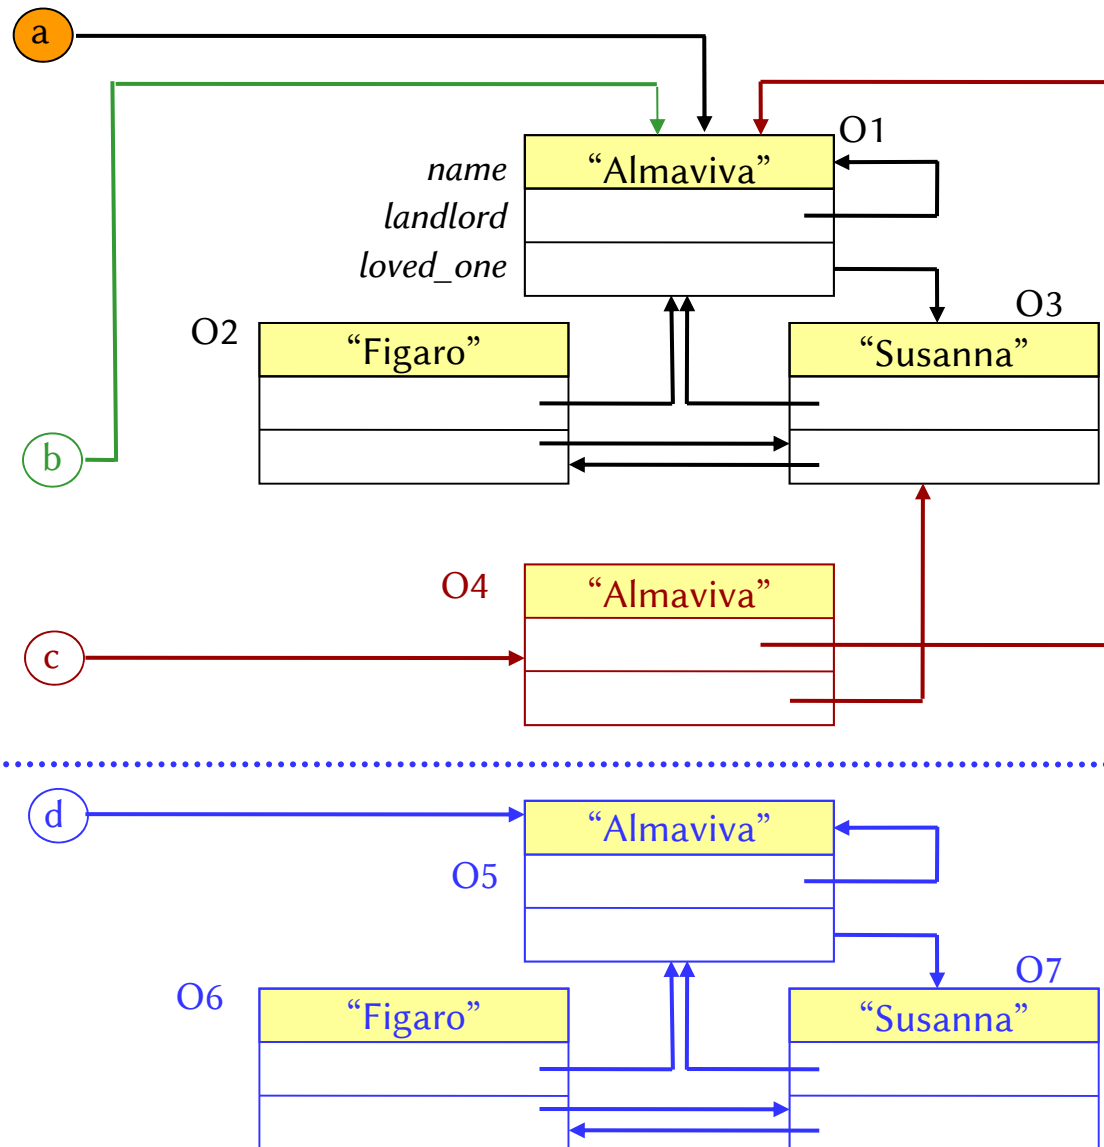 a
O1
name
“Almaviva”
landlord
loved_one
O3
O2
“Figaro”
“Susanna”
b
O4
“Almaviva”
c
d
“Almaviva”
O5
O7
O6
“Figaro”
“Susanna”